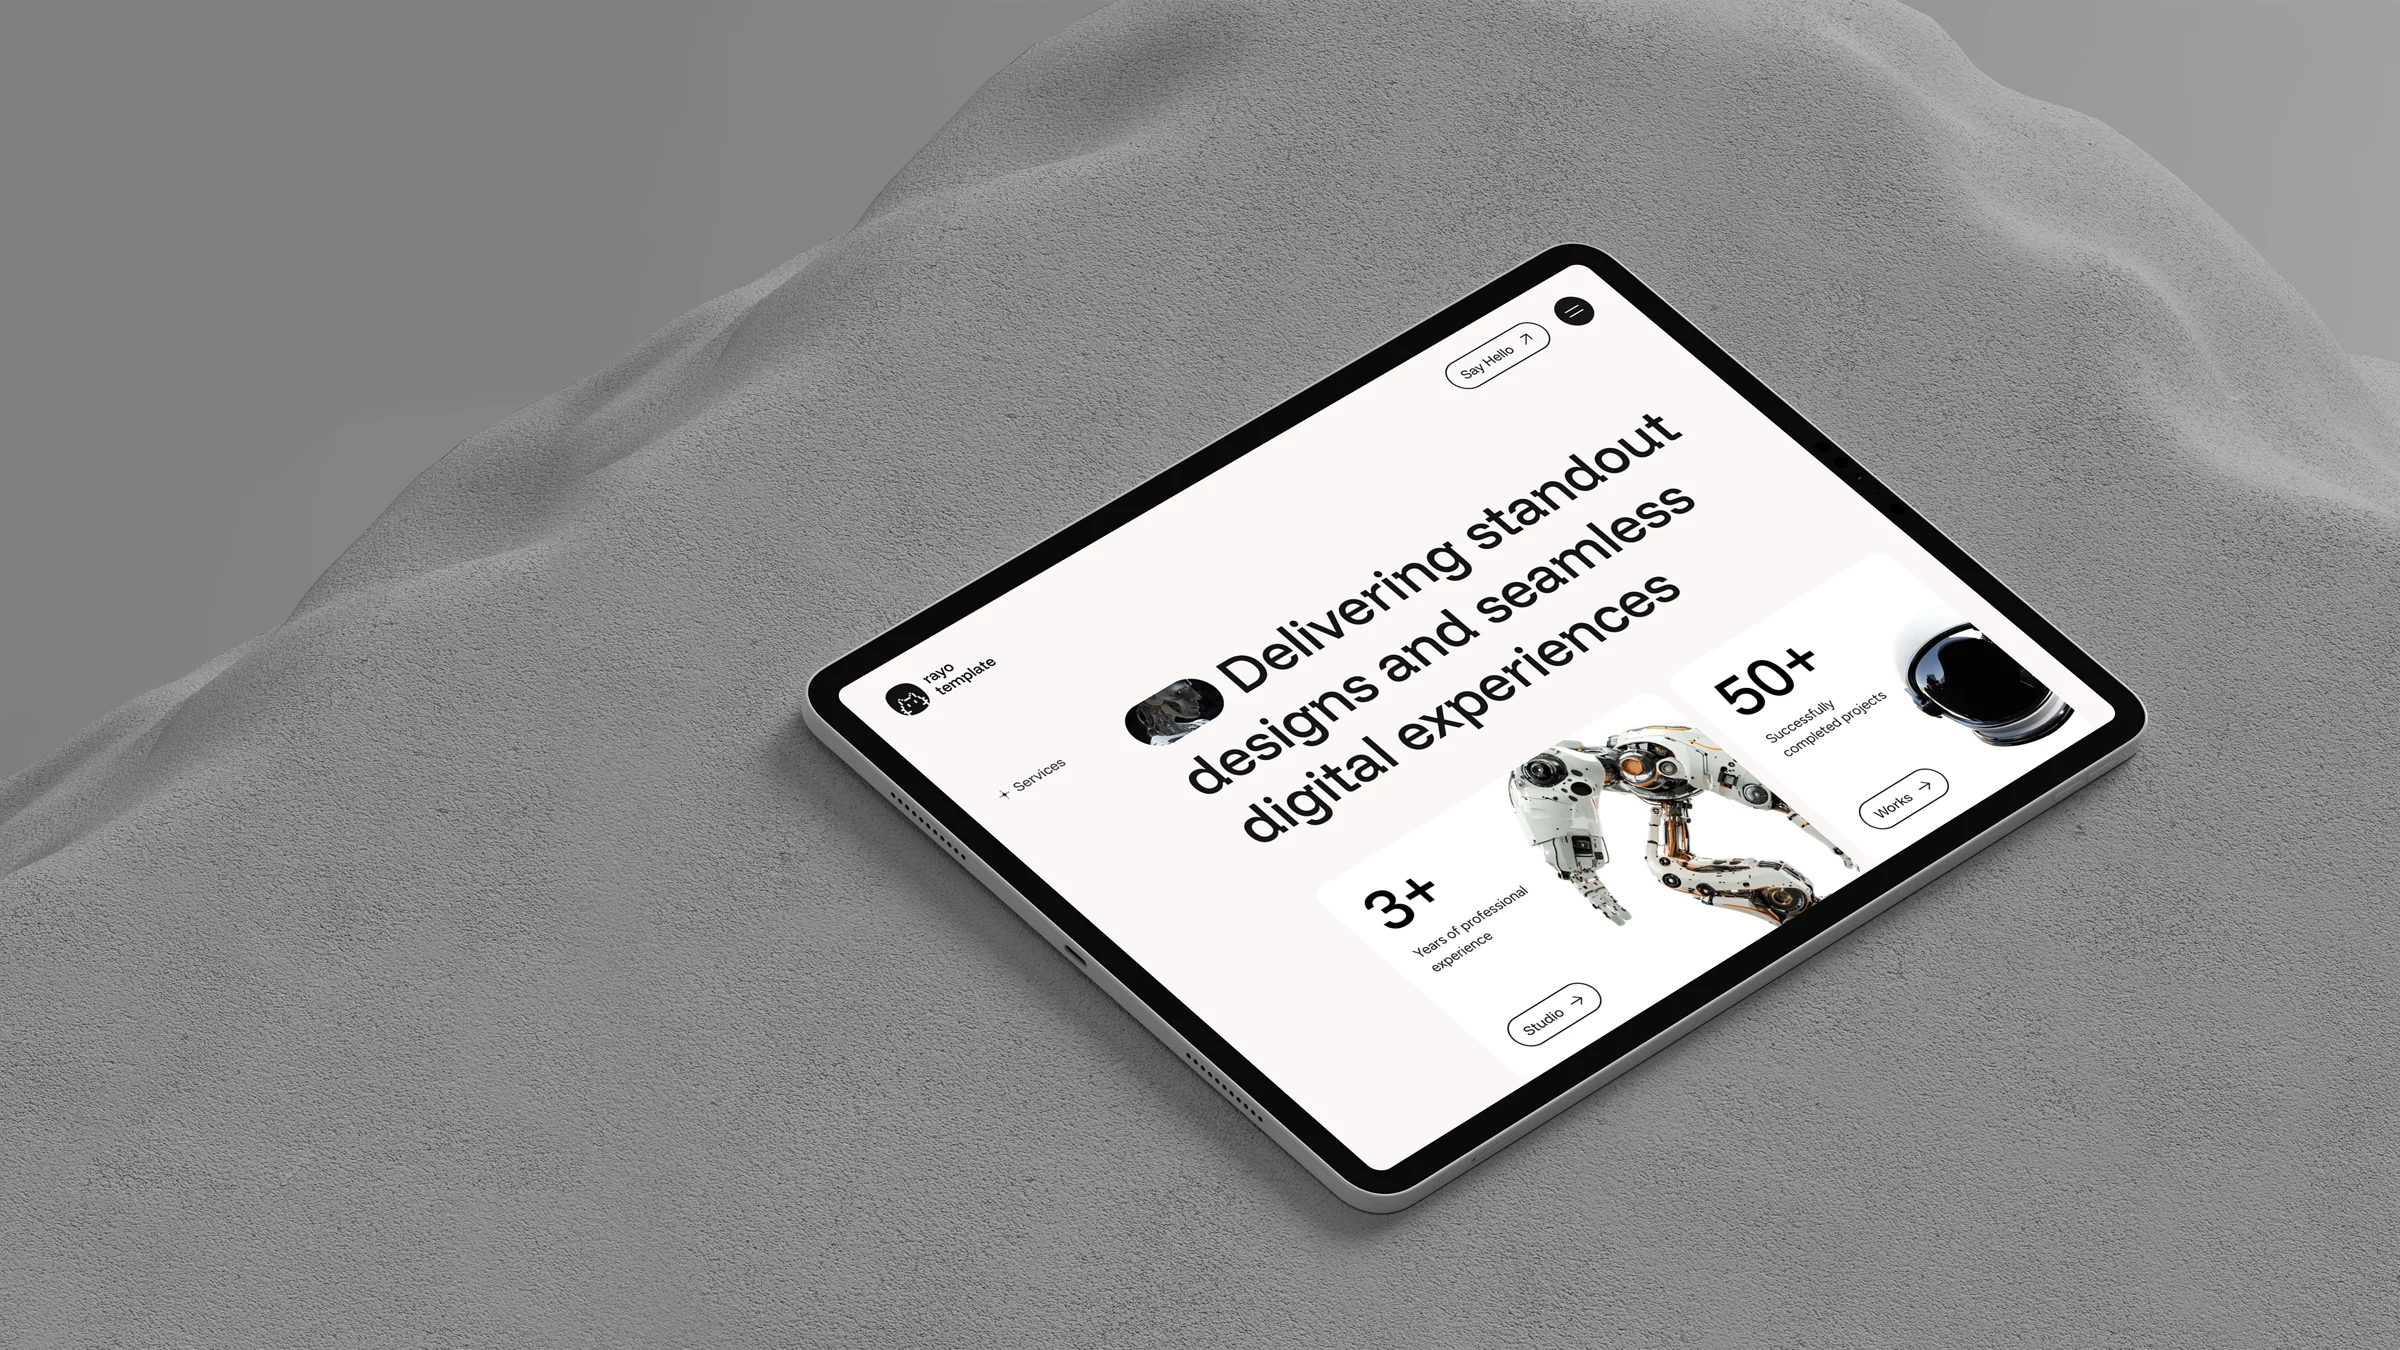 rayo
template
Say Hello
Services
Delivering standout
designs and seamless
digital experiences
3+
Years of professional
experience
Studio
50+
Successfully
completed projects
Works